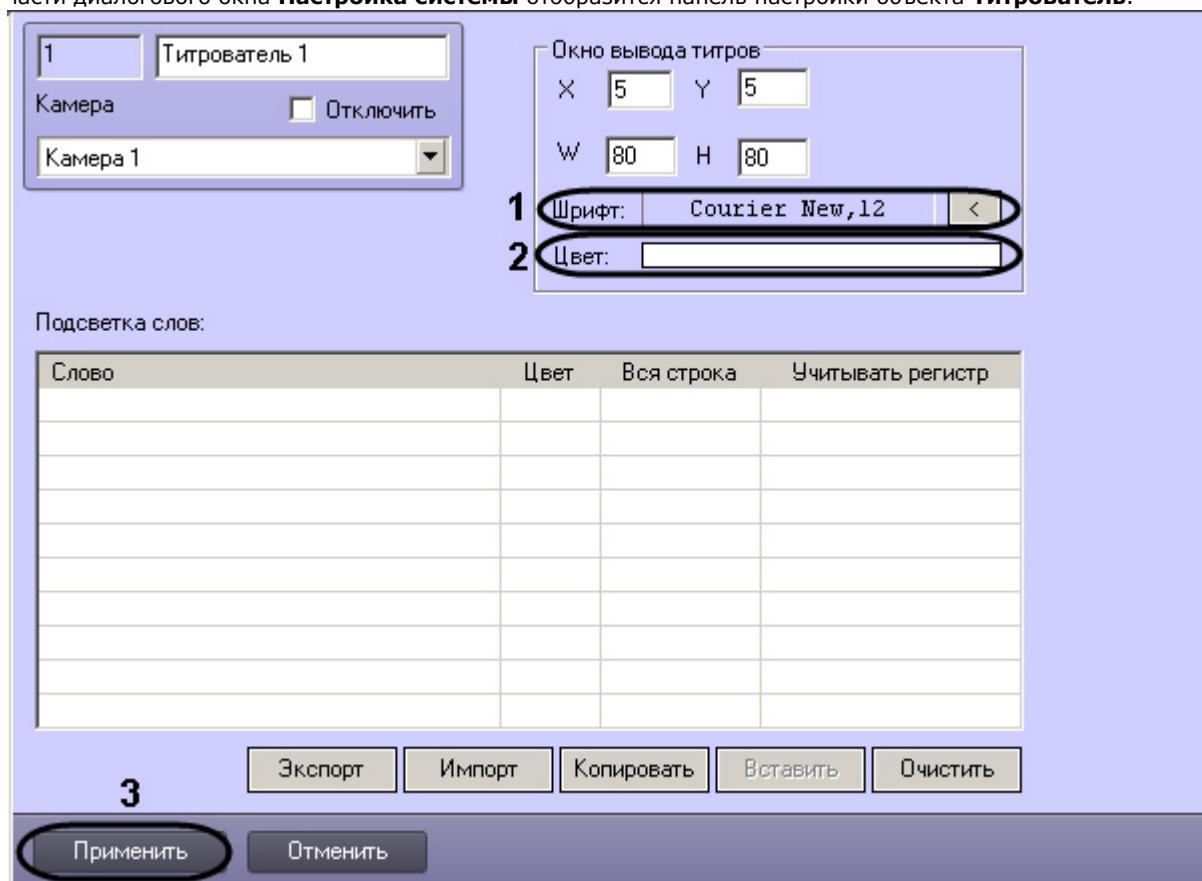 части диалогового окна Настройка системы отобразится панель настройки объекта Титрователь.
1 Титрователь 1
Камера Отключить
Камера 1
Окно вывода титров
X 5 Y 5
W 80 H 80
1 Шрифт: Courier New,12 <
2 Цвет:
Подсветка слов:
Слово Цвет Вся строка Учитывать регистр
Экспорт Импорт Копировать Вставить Очистить
3
Применить Отменить